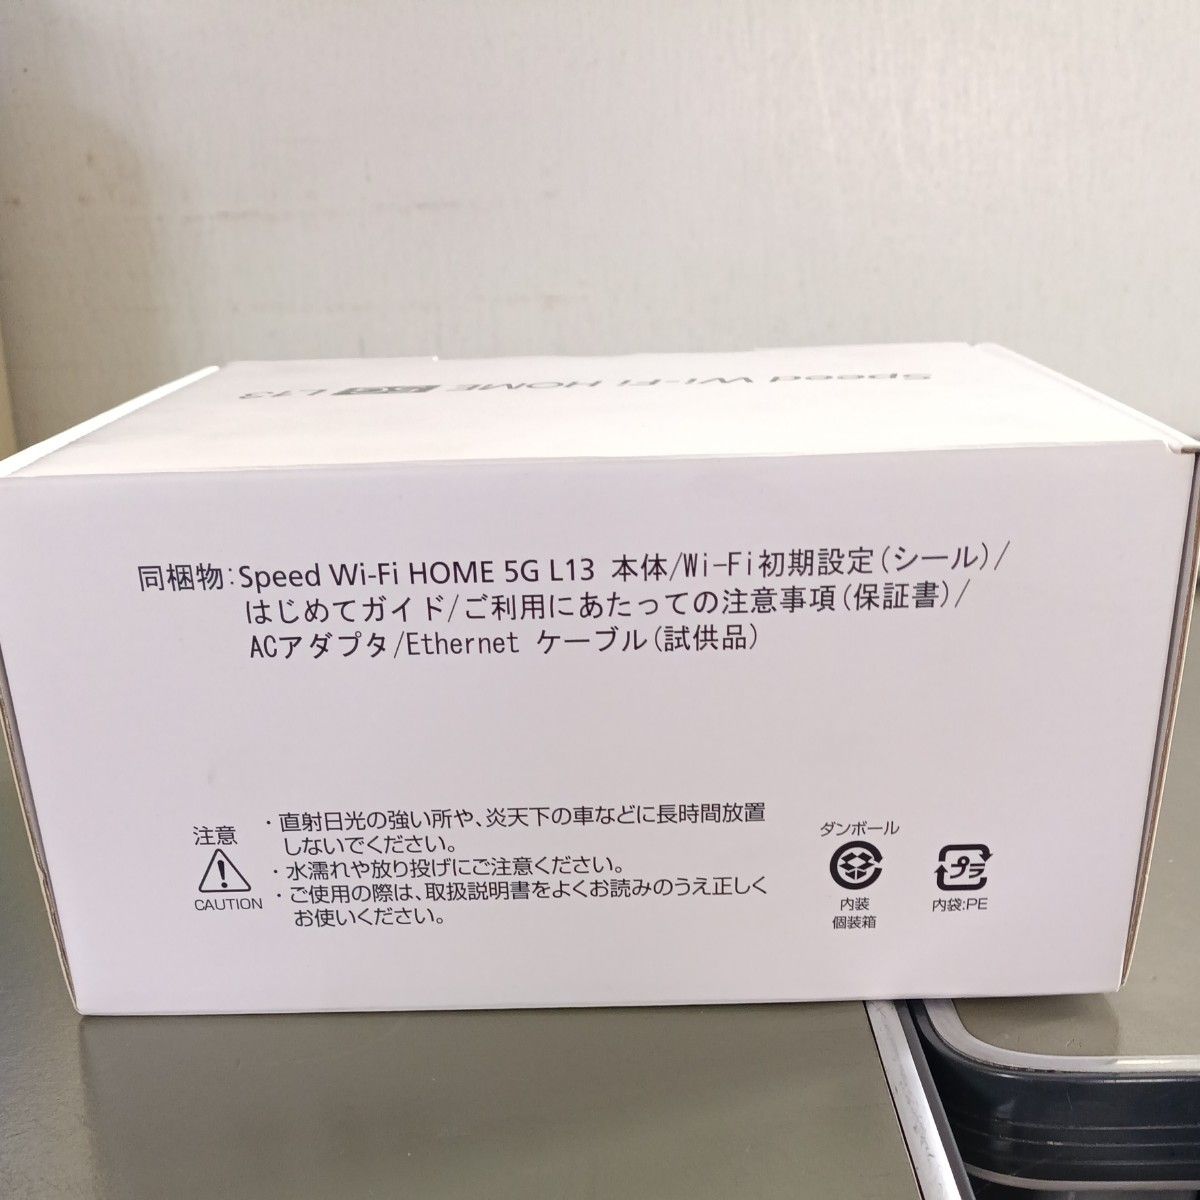 Speed Wi-Fi HOME 5G L13
同梱物:Speed Wi-Fi HOME 5G L13 本体/Wi-Fi初期設定(シール)/
はじめてガイド/ご利用にあたっての注意事項(保証書)/
ACアダプタ/Ethernet ケーブル(試供品)
注意
CAUTION
・直射日光の強い所や、炎天下の車などに長時間放置
しないでください。
・水濡れや放り投げにご注意ください。
・ご使用の際は、取扱説明書をよくお読みのうえ正しく
お使いください。
ダンボール
内装
個装箱
プラ
内袋:PE